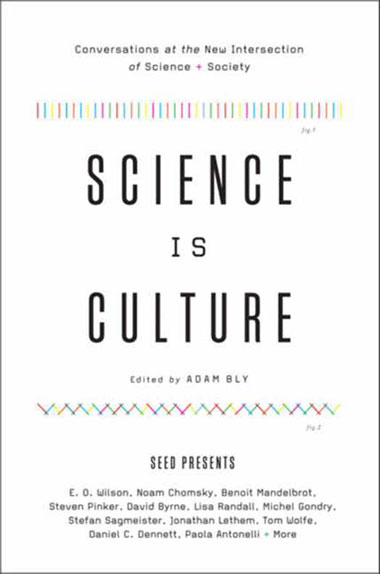 Conversations at the New Intersection
of Science + Society
fig.1
SCIENCE
IS
CULTURE
Edited by ADAM BLY
fig.2
SEED PRESENTS
E. O. Wilson, Noam Chomsky, Benoit Mandelbrot,
Steven Pinker, David Byrne, Lisa Randall, Michel Gondry,
Stefan Sagmeister, Jonathan Lethem, Tom Wolfe,
Daniel C. Dennett, Paola Antonelli + More